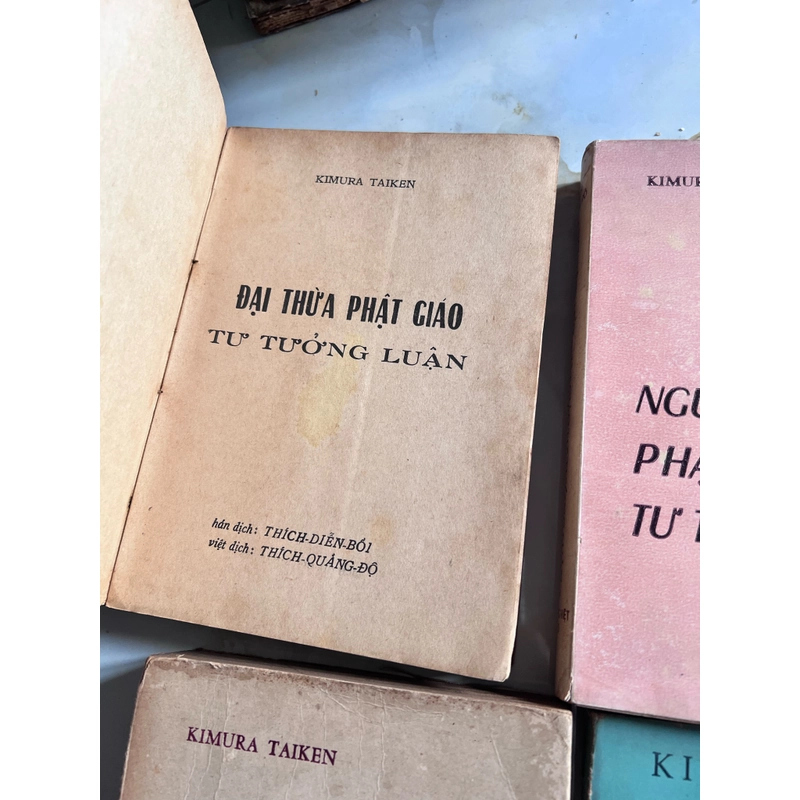 KIMURA TAIKEN
ĐẠI THỪA PHẬT GIÁO
TƯ TƯỞNG LUẬN
hán dịch: THÍCH-DIỄN-BỒI
việt dịch: THÍCH-QUẢNG-ĐỘ
KIMURA TAIKEN
TƯ